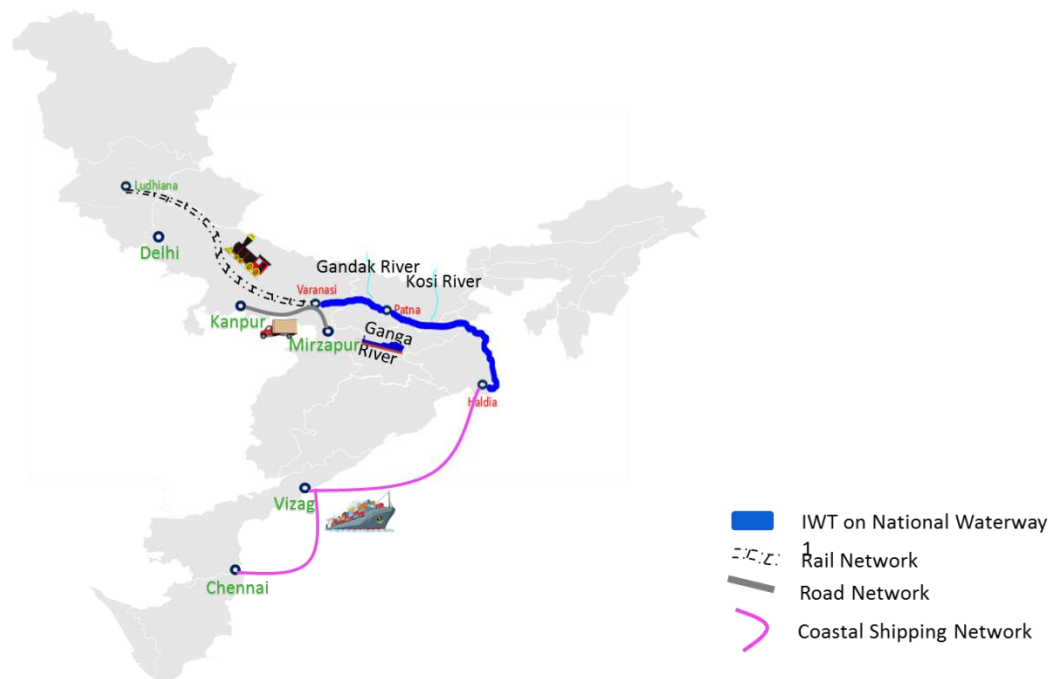 Ludhiana
Delhi
Gandak River
Kosi River
Varanasi
Patna
Kanpur
Mirzapur
Ganga
River
Haldia
Vizag
Chennai
IWT on National Waterway
1
Rail Network
Road Network
Coastal Shipping Network